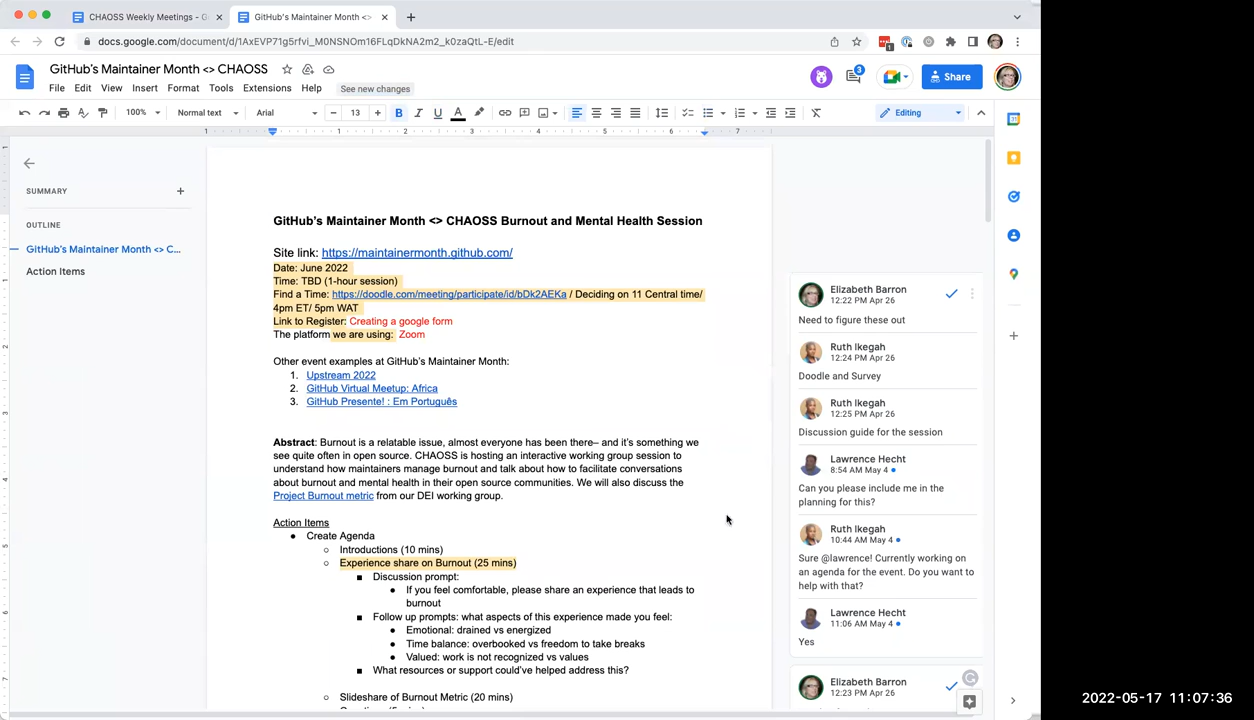 CHAOSS Weekly Meetings - G
GitHub's Maintainer Month <>
docs.google.com/document/d/1AxEVP71g5rfvi_M0NSNOm16FLqDkNA2m2_k0zaQtL-E/edit
GitHub's Maintainer Month <> CHAOSS
File Edit View Insert Format Tools Extensions Help See new changes
3
Share
100% Normal text Arial 13 B I U A Editing
1 1 2 3 4 5 6 7
SUMMARY
OUTLINE
GitHub's Maintainer Month <> C...
Action Items
GitHub's Maintainer Month <> CHAOSS Burnout and Mental Health Session
Site link: https://maintainermonth.github.com/
Date: June 2022
Time: TBD (1-hour session)
Find a Time: https://doodle.com/meeting/participate/id/bDk2AEKa / Deciding on 11 Central time/
4pm ET/ 5pm WAT
Link to Register: Creating a google form
The platform we are using: Zoom
Other event examples at GitHub's Maintainer Month:
1. Upstream 2022
2. GitHub Virtual Meetup: Africa
3. GitHub Presente! : Em Português
Abstract: Burnout is a relatable issue, almost everyone has been there– and it's something we
see quite often in open source. CHAOSS is hosting an interactive working group session to
understand how maintainers manage burnout and talk about how to facilitate conversations
about burnout and mental health in their open source communities. We will also discuss the
Project Burnout metric from our DEI working group.
Action Items
Create Agenda
Introductions (10 mins)
Experience share on Burnout (25 mins)
Discussion prompt:
If you feel comfortable, please share an experience that leads to
burnout
Follow up prompts: what aspects of this experience made you feel:
Emotional: drained vs energized
Time balance: overbooked vs freedom to take breaks
Valued: work is not recognized vs values
What resources or support could've helped address this?
Slideshare of Burnout Metric (20 mins)
Elizabeth Barron
12:22 PM Apr 26
Need to figure these out
Ruth Ikegah
12:24 PM Apr 26
Doodle and Survey
Ruth Ikegah
12:25 PM Apr 26
Discussion guide for the session
Lawrence Hecht
8:54 AM May 4
Can you please include me in the
planning for this?
Ruth Ikegah
10:44 AM May 4
Sure @lawrence! Currently working on
an agenda for the event. Do you want to
help with that?
Lawrence Hecht
11:06 AM May 4
Yes
Elizabeth Barron
12:23 PM Apr 26
2022-05-17 11:07:36